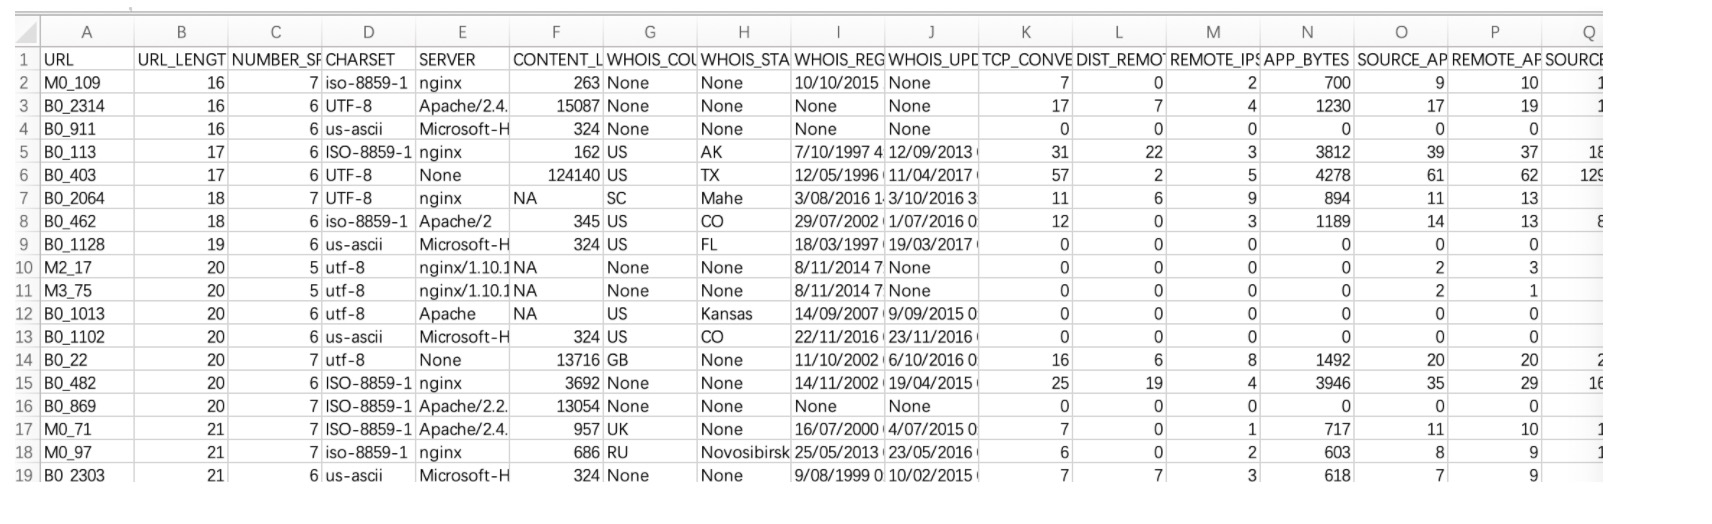 A B C D E F G H I J K L M N O P Q
1 URL URL_LENGT NUMBER_SP CHARSET SERVER CONTENT_L WHOIS_COU WHOIS_STA WHOIS_REG WHOIS_UPD TCP_CONVE DIST_REMO REMOTE_IPS APP_BYTES SOURCE_AP REMOTE_AP SOURCE
2 M0_109 16 7 iso-8859-1 nginx 263 None None 10/10/2015 None 7 0 2 700 9 10 1
3 B0_2314 16 6 UTF-8 Apache/2.4. 15087 None None None None 17 7 4 1230 17 19 1
4 B0_911 16 6 us-ascii Microsoft-H 324 None None None None 0 0 0 0 0 0
5 B0_113 17 6 ISO-8859-1 nginx 162 US AK 7/10/1997 4 12/09/2013 31 22 3 3812 39 37 18
6 B0_403 17 6 UTF-8 None 124140 US TX 12/05/1996 11/04/2017 57 2 5 4278 61 62 129
7 B0_2064 18 7 UTF-8 nginx NA SC Mahe 3/08/2016 1 3/10/2016 3 11 6 9 894 11 13
8 B0_462 18 6 iso-8859-1 Apache/2 345 US CO 29/07/2002 1/07/2016 0 12 0 3 1189 14 13 8
9 B0_1128 19 6 us-ascii Microsoft-H 324 US FL 18/03/1997 19/03/2017 0 0 0 0 0 0
10 M2_17 20 5 utf-8 nginx/1.10.1 NA None None 8/11/2014 7 None 0 0 0 0 2 3
11 M3_75 20 5 utf-8 nginx/1.10.1 NA None None 8/11/2014 7 None 0 0 0 0 2 1
12 B0_1013 20 6 utf-8 Apache NA US Kansas 14/09/2007 9/09/2015 0 0 0 0 0 0 0
13 B0_1102 20 6 us-ascii Microsoft-H 324 US CO 22/11/2016 23/11/2016 0 0 0 0 0 0
14 B0_22 20 7 utf-8 None 13716 GB None 11/10/2002 6/10/2016 0 16 6 8 1492 20 20 2
15 B0_482 20 6 ISO-8859-1 nginx 3692 None None 14/11/2002 19/04/2015 25 19 4 3946 35 29 16
16 B0_869 20 7 ISO-8859-1 Apache/2.2. 13054 None None None None 0 0 0 0 0 0
17 M0_71 21 7 ISO-8859-1 Apache/2.4. 957 UK None 16/07/2000 4/07/2015 0 7 0 1 717 11 10 1
18 M0_97 21 7 iso-8859-1 nginx 686 RU Novosibirsk 25/05/2013 23/05/2016 6 0 2 603 8 9 1
19 B0_2303 21 6 us-ascii Microsoft-H 324 None None 9/08/1999 0 10/02/2015 7 7 3 618 7 9